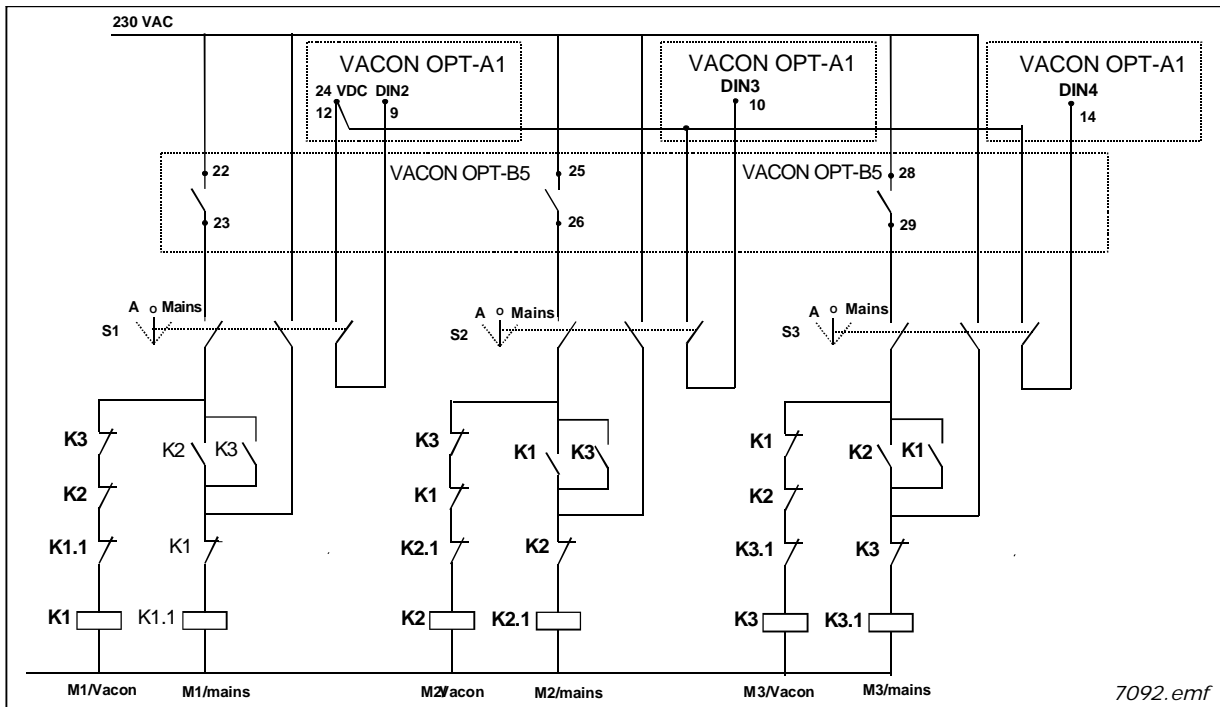 230 VAC
VACON OPT-A1
24 VDC DIN2
12 9
VACON OPT-A1
DIN3
10
VACON OPT-A1
DIN4
14
22
VACON OPT-B5
25
VACON OPT-B5
28
23
26
29
A o Mains
S1
A o Mains
S2
A o Mains
S3
K3
K2
K3
K2
K1.1
K1
K1
K1.1
K3
K1
K3
K1
K2.1
K2
K2
K2.1
K1
K2
K1
K2
K3.1
K3
K3
K3.1
M1/Vacon
M1/mains
M2/Vacon
M2/mains
M3/Vacon
M3/mains
7092.emf